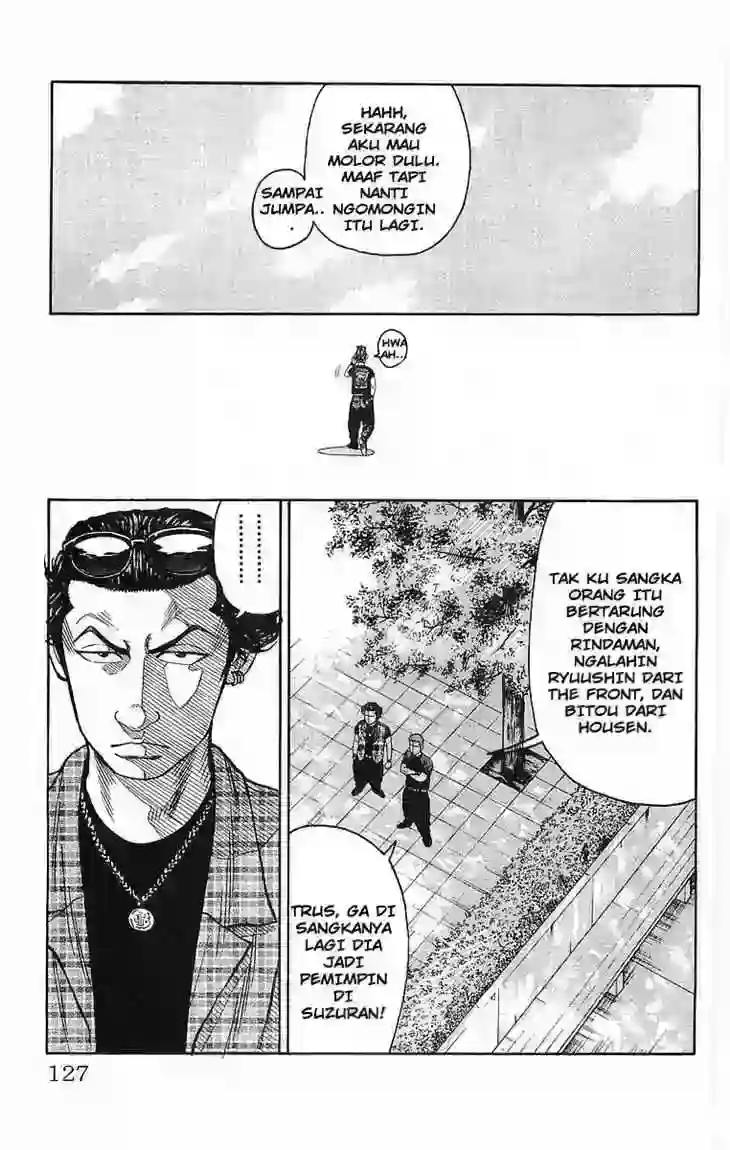 HAHH,
SEKARANG
AKU MAU
MOLOR DULU.
MAAF TAPI
NANTI
NGOMONGIN
ITU LAGI.
SAMPAI
JUMPA..
.
HWA
AH..
TAK KU SANGKA
ORANG ITU
BERTARUNG
DENGAN
RINDAMAN,
NGALAHIN
RYUUSHIN DARI
THE FRONT, DAN
BITOU DARI
HOUSEN.
TRUS, GA DI
SANGKANYA
LAGI DIA
JADI
PEMIMPIN
DI
SUZURAN!
......
......
127